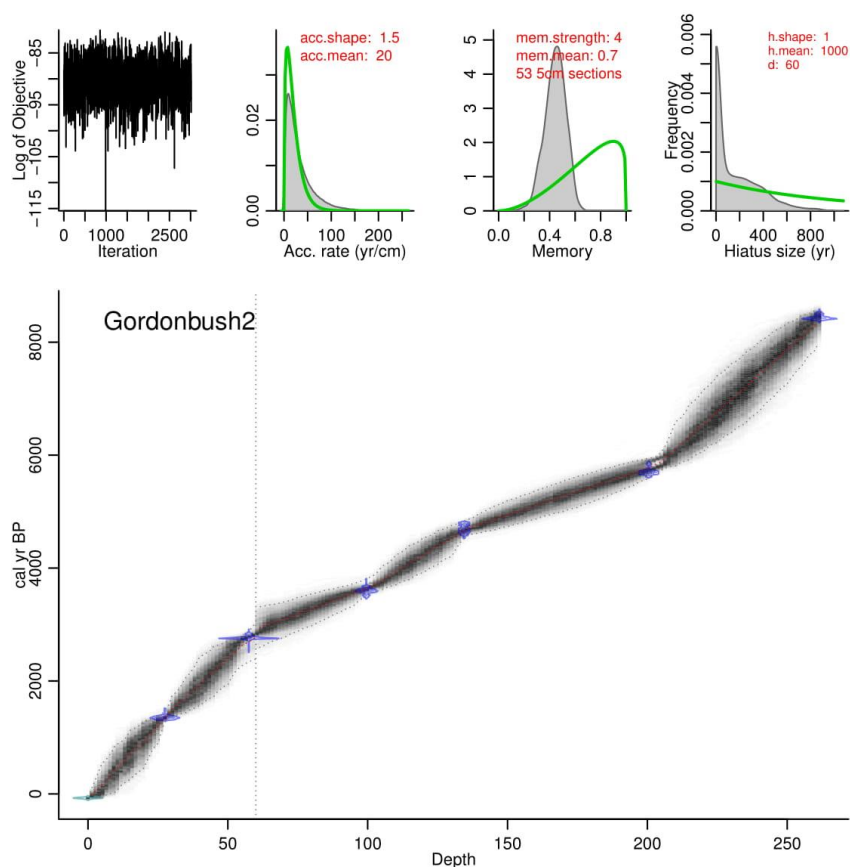 Log of Objective
-115 -105 -95 -85
0 1000 2500
Iteration
acc.shape: 1.5
acc.mean: 20
0.00 0.02
0 100 200
Acc. rate (yr/cm)
mem.strength: 4
mem.mean: 0.7
53 5cm sections
0 1 2 3 4 5
0.0 0.4 0.8
Memory
h.shape: 1
h.mean: 1000
d: 60
Frequency
0.000 0.002 0.004 0.006
0 400 800
Hiatus size (yr)
Gordonbush2
cal yr BP
0 2000 4000 6000 8000
0 50 100 150 200 250
Depth